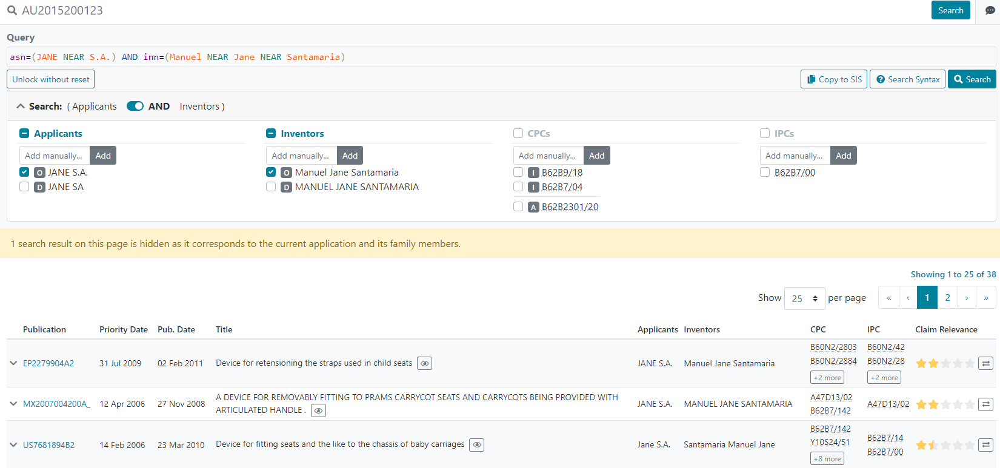 AU2015200123
Search
Query
asn=(JANE NEAR S.A.) AND inn=(Manuel NEAR Jane NEAR Santamaria)
Unlock without reset
Copy to SIS
Search Syntax
Search
Search: ( Applicants AND Inventors )
Applicants
Inventors
CPCs
IPCs
Add manually... Add
Add manually... Add
Add manually... Add
Add manually... Add
O JANE S.A.
O Manuel Jane Santamaria
I B62B9/18
B62B7/00
D JANE SA
D MANUEL JANE SANTAMARIA
I B62B7/04
A B62B2301/20
1 search result on this page is hidden as it corresponds to the current application and its family members.
Showing 1 to 25 of 38
Show 25 per page « ‹ 1 2 › »
Publication Priority Date Pub. Date Title Applicants Inventors CPC IPC Claim Relevance
EP2279904A2 31 Jul 2009 02 Feb 2011 Device for retensioning the straps used in child seats JANE S.A. Manuel Jane Santamaria
B60N2/2803
B60N2/2884
+2 more
B60N2/42
B60N2/28
+2 more
MX2007004200A_ 12 Apr 2006 27 Nov 2008
A DEVICE FOR REMOVABLY FITTING TO PRAMS CARRYCOT SEATS AND CARRYCOTS BEING PROVIDED WITH
ARTICULATED HANDLE .
JANE S.A. MANUEL JANE SANTAMARIA
A47D13/02
B62B7/142
A47D13/02
US7681894B2 14 Feb 2006 23 Mar 2010 Device for fitting seats and the like to the chassis of baby carriages Jane S.A. Santamaria Manuel Jane
B62B7/142
Y10S24/51
+8 more
B62B7/14
B62B7/00